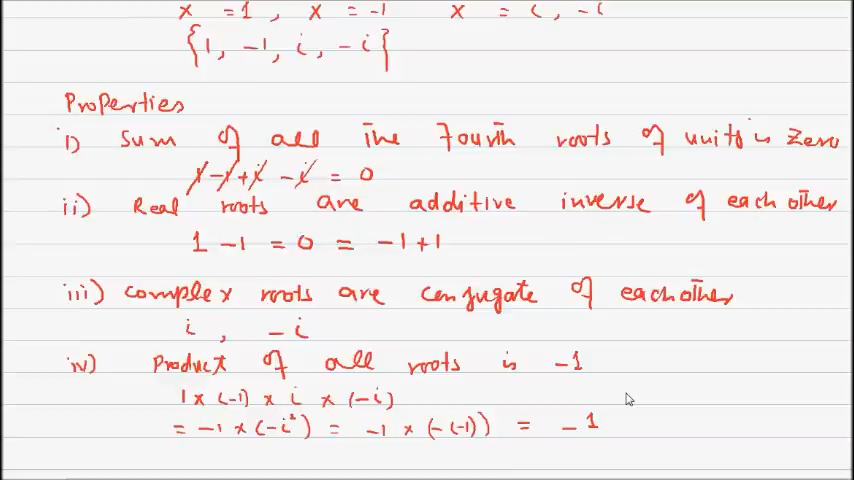 x = 1 , x = -1 x = i , -i
{1, -1, i, -i}
Properties
i) Sum of all the Fourth roots of units is Zero
1 - 1 + i - i = 0
ii) Real roots are additive inverse of each other
1 - 1 = 0 = -1 + 1
iii) complex roots are conjugate of each other
i , -i
iv) Product of all roots is -1
1 x (-1) x i x (-i)
= -1 x (-i²) = -1 x (-(-1)) = -1